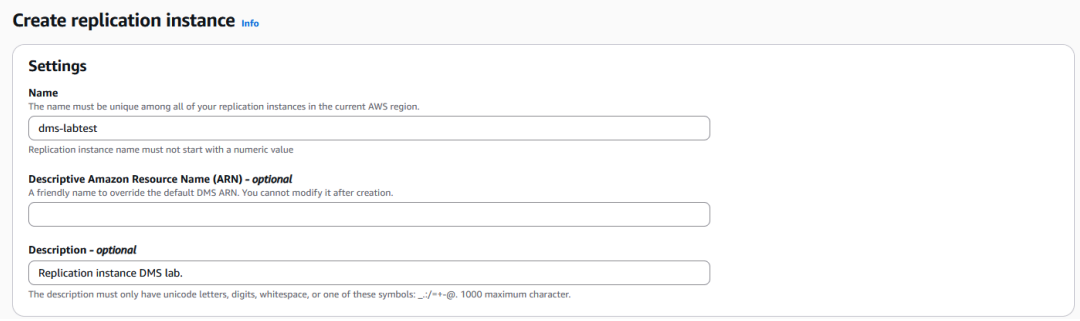 Create replication instance Info
Settings
Name
The name must be unique among all of your replication instances in the current AWS region.
dms-labtest
Replication instance name must not start with a numeric value
Descriptive Amazon Resource Name (ARN) - optional
A friendly name to override the default DMS ARN. You cannot modify it after creation.
Description - optional
Replication instance DMS lab.
The description must only have unicode letters, digits, whitespace, or one of these symbols: _.:/=+-@. 1000 maximum character.